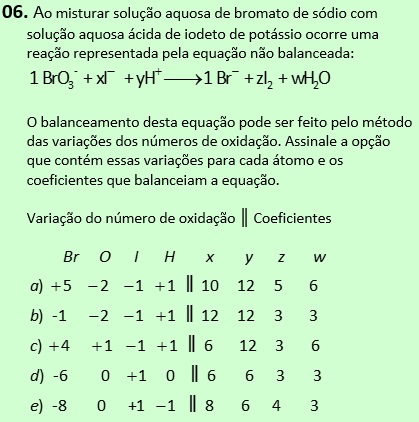 06. Ao misturar solução aquosa de bromato de sódio com
solução aquosa ácida de iodeto de potássio ocorre uma
reação representada pela equação não balanceada:
1 BrO₃⁻ + xI⁻ + yH⁺ ⟶ 1 Br⁻ + zI₂ + wH₂O
O balanceamento desta equação pode ser feito pelo método
das variações dos números de oxidação. Assinale a opção
que contém essas variações para cada átomo e os
coeficientes que balanceiam a equação.
Variação do número de oxidação ‖ Coeficientes
Br O I H x y z w
a) +5 −2 −1 +1 ‖ 10 12 5 6
b) -1 −2 −1 +1 ‖ 12 12 3 3
c) +4 +1 −1 +1 ‖ 6 12 3 6
d) -6 0 +1 0 ‖ 6 6 3 3
e) -8 0 +1 −1 ‖ 8 6 4 3